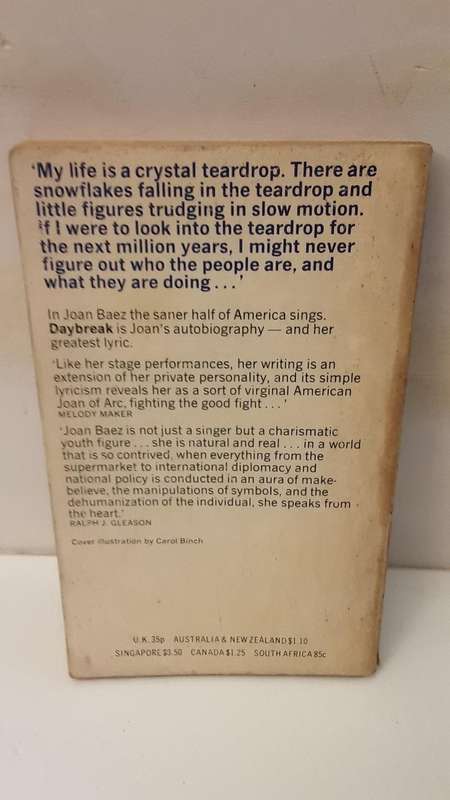 'My life is a crystal teardrop. There are
snowflakes falling in the teardrop and
little figures trudging in slow motion.
If I were to look into the teardrop for
the next million years, I might never
figure out who the people are, and
what they are doing...'
In Joan Baez the saner half of America sings.
Daybreak is Joan's autobiography — and her
greatest lyric.
'Like her stage performances, her writing is an
extension of her private personality, and its simple
lyricism reveals her as a sort of virginal American
Joan of Arc, fighting the good fight...'
MELODY MAKER
'Joan Baez is not just a singer but a charismatic
youth figure... she is natural and real... in a world
that is so contrived, when everything from the
supermarket to international diplomacy and
national policy is conducted in an aura of make-
believe, the manipulations of symbols, and the
dehumanization of the individual, she speaks from
the heart.'
RALPH J. GLEASON
Cover illustration by Carol Binch
U.K. 35p AUSTRALIA & NEW ZEALAND $1.10
SINGAPORE $3.50 CANADA $1.25 SOUTH AFRICA 85c